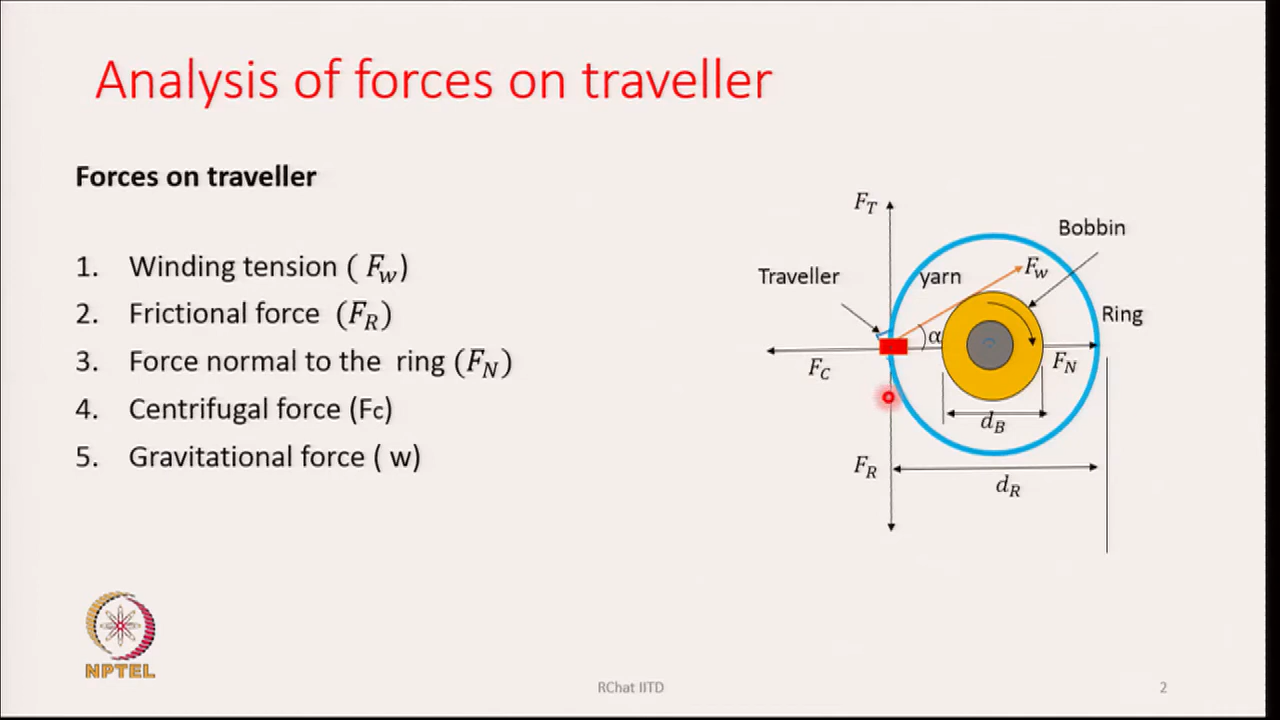 Analysis of forces on traveller
Forces on traveller
1. Winding tension ( F_w)
2. Frictional force (F_R)
3. Force normal to the ring (F_N)
4. Centrifugal force (Fc)
5. Gravitational force ( w)
F_T
Bobbin
yarn
F_w
Traveller
Ring
α
F_C
F_N
d_B
F_R
d_R
NPTEL
RChat IITD
2